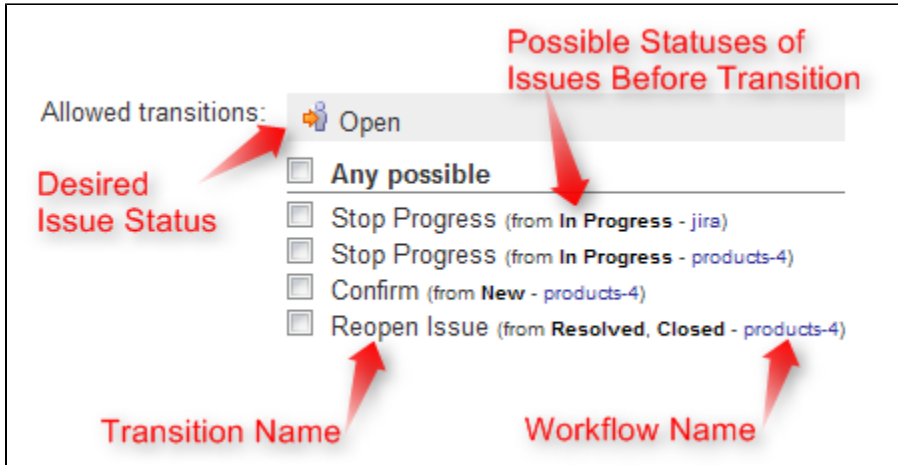 Possible Statuses of
Issues Before Transition
Allowed transitions:
Open
Desired
Issue Status
Any possible
Stop Progress (from In Progress - jira)
Stop Progress (from In Progress - products-4)
Confirm (from New - products-4)
Reopen Issue (from Resolved, Closed - products-4)
Transition Name
Workflow Name